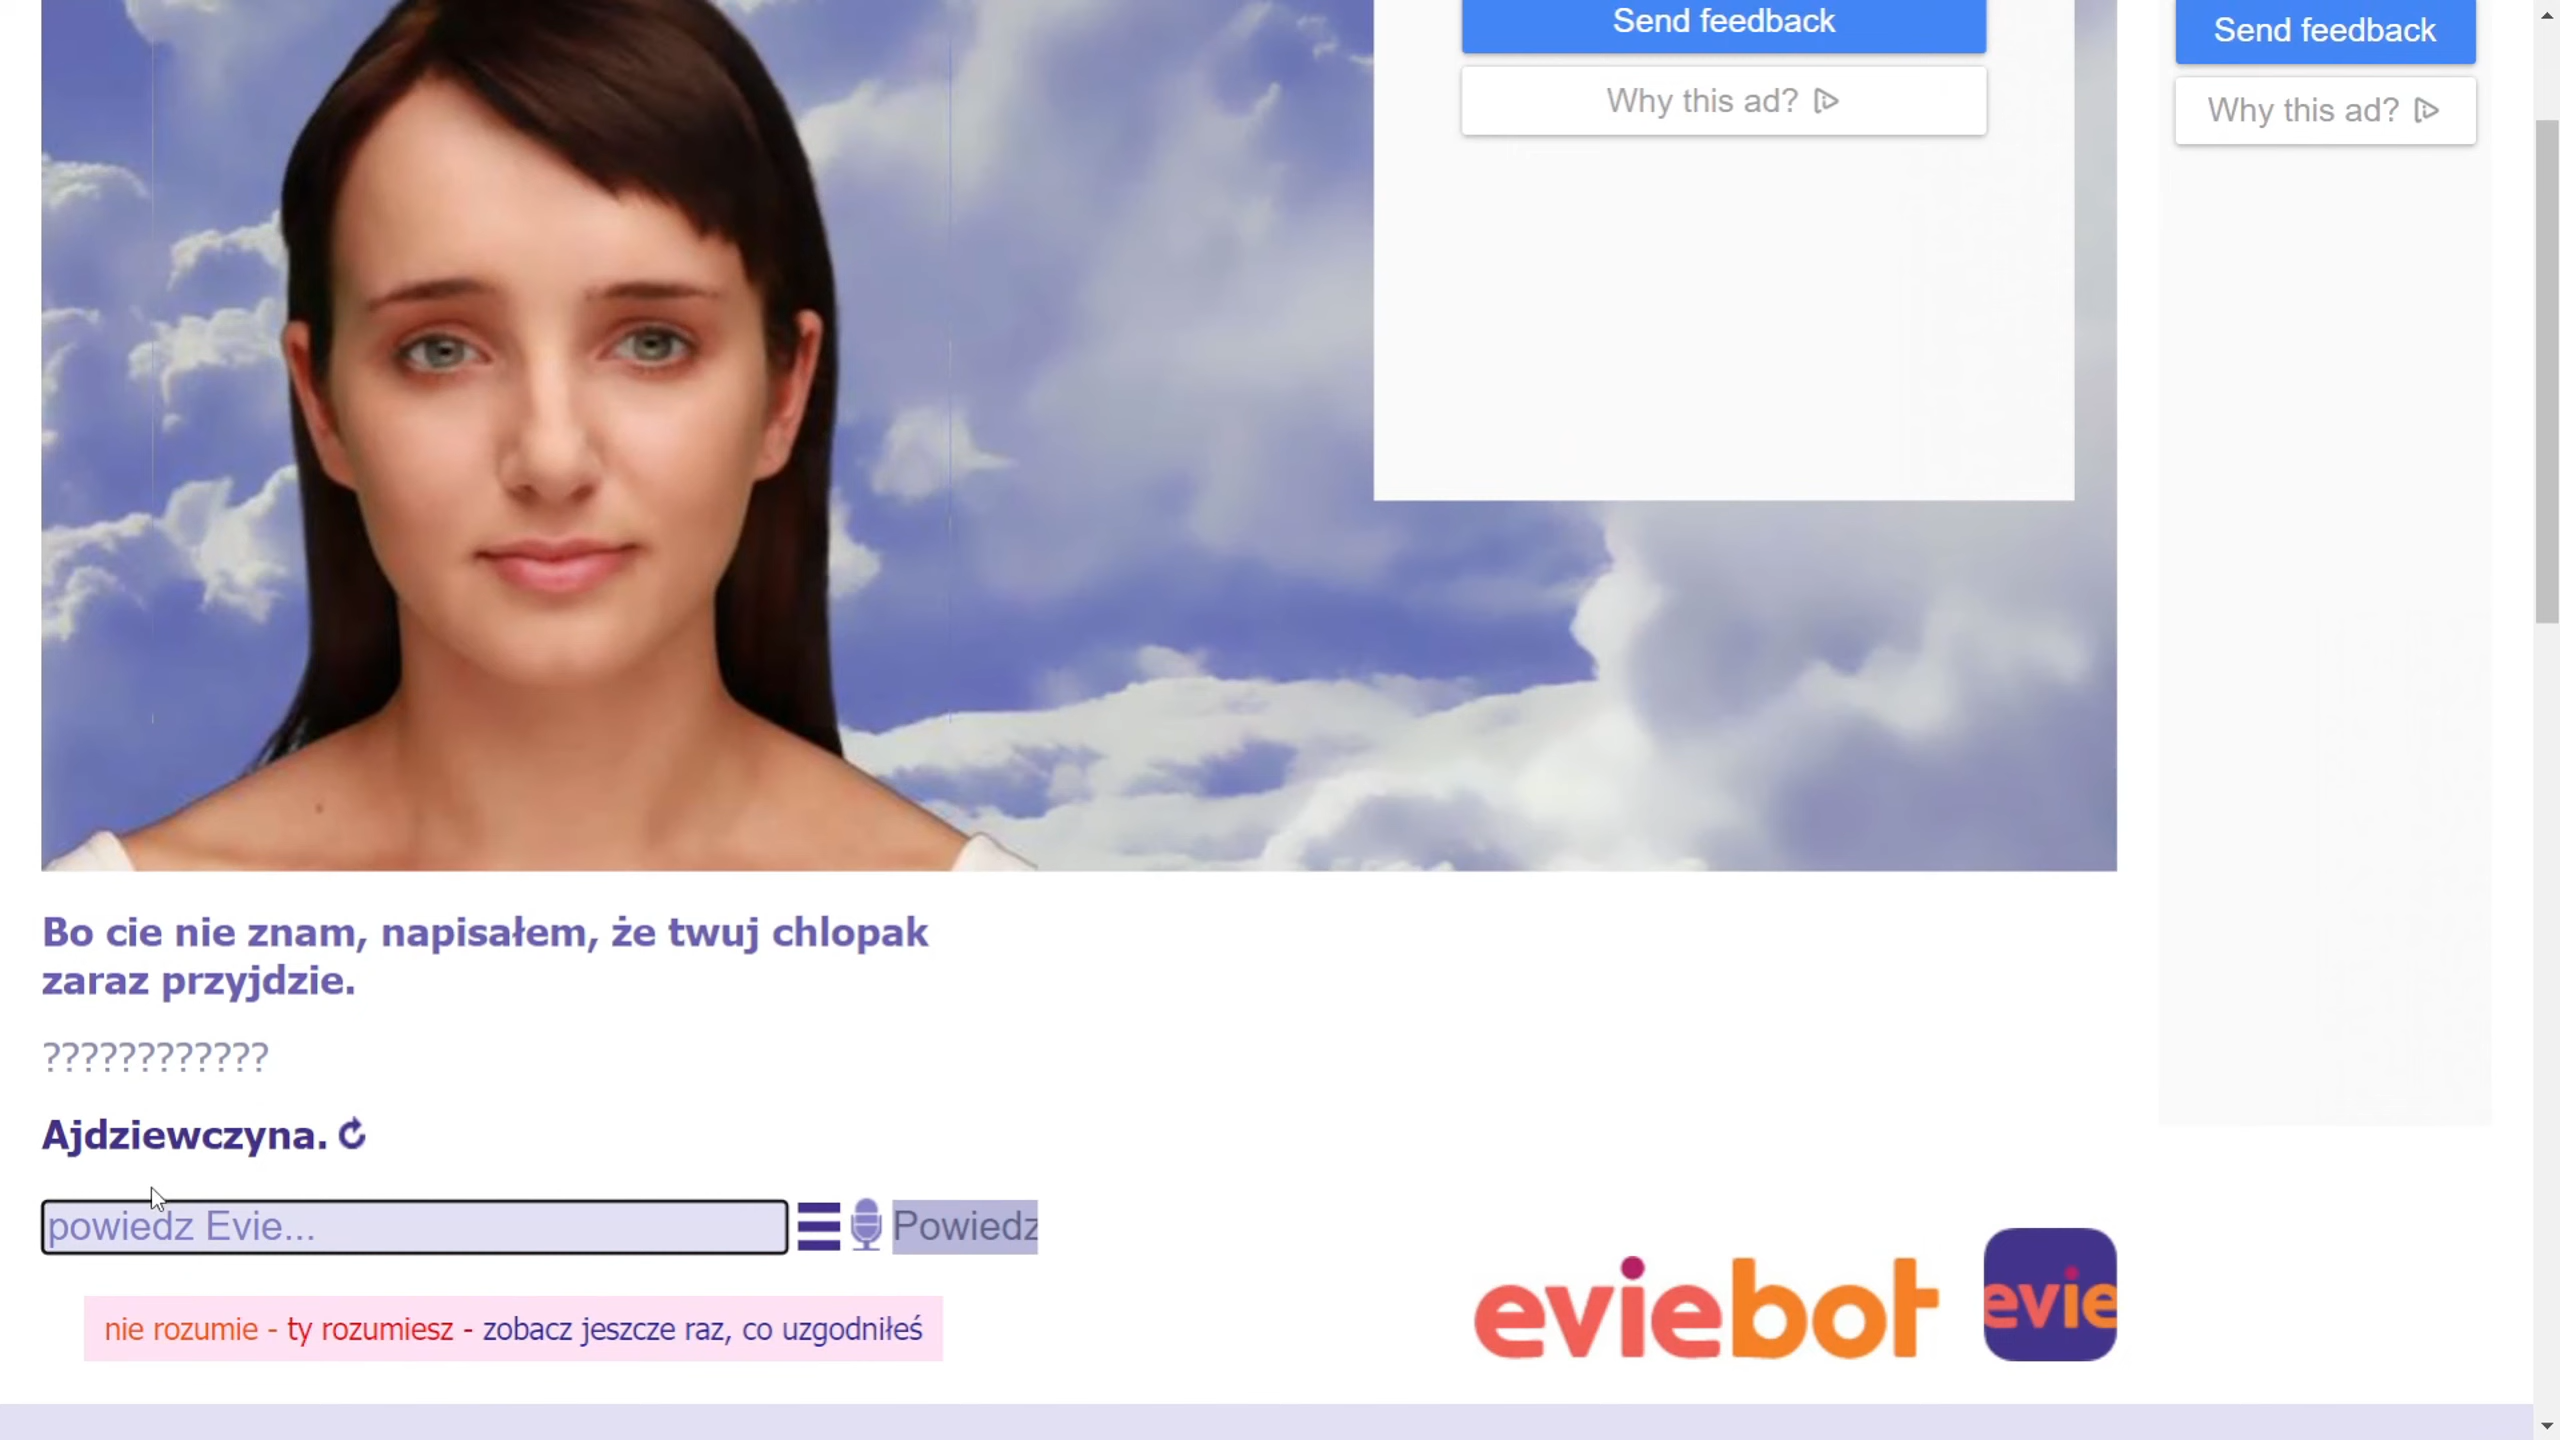 Send feedback
Why this ad?
Send feedback
Why this ad?
Bo cie nie znam, napisałem, że twuj chlopak
zaraz przyjdzie.
????????????
Ajdziewczyna.
powiedz Evie...
Powiedz
nie rozumie - ty rozumiesz - zobacz jeszcze raz, co uzgodniłeś
eviebot
evie